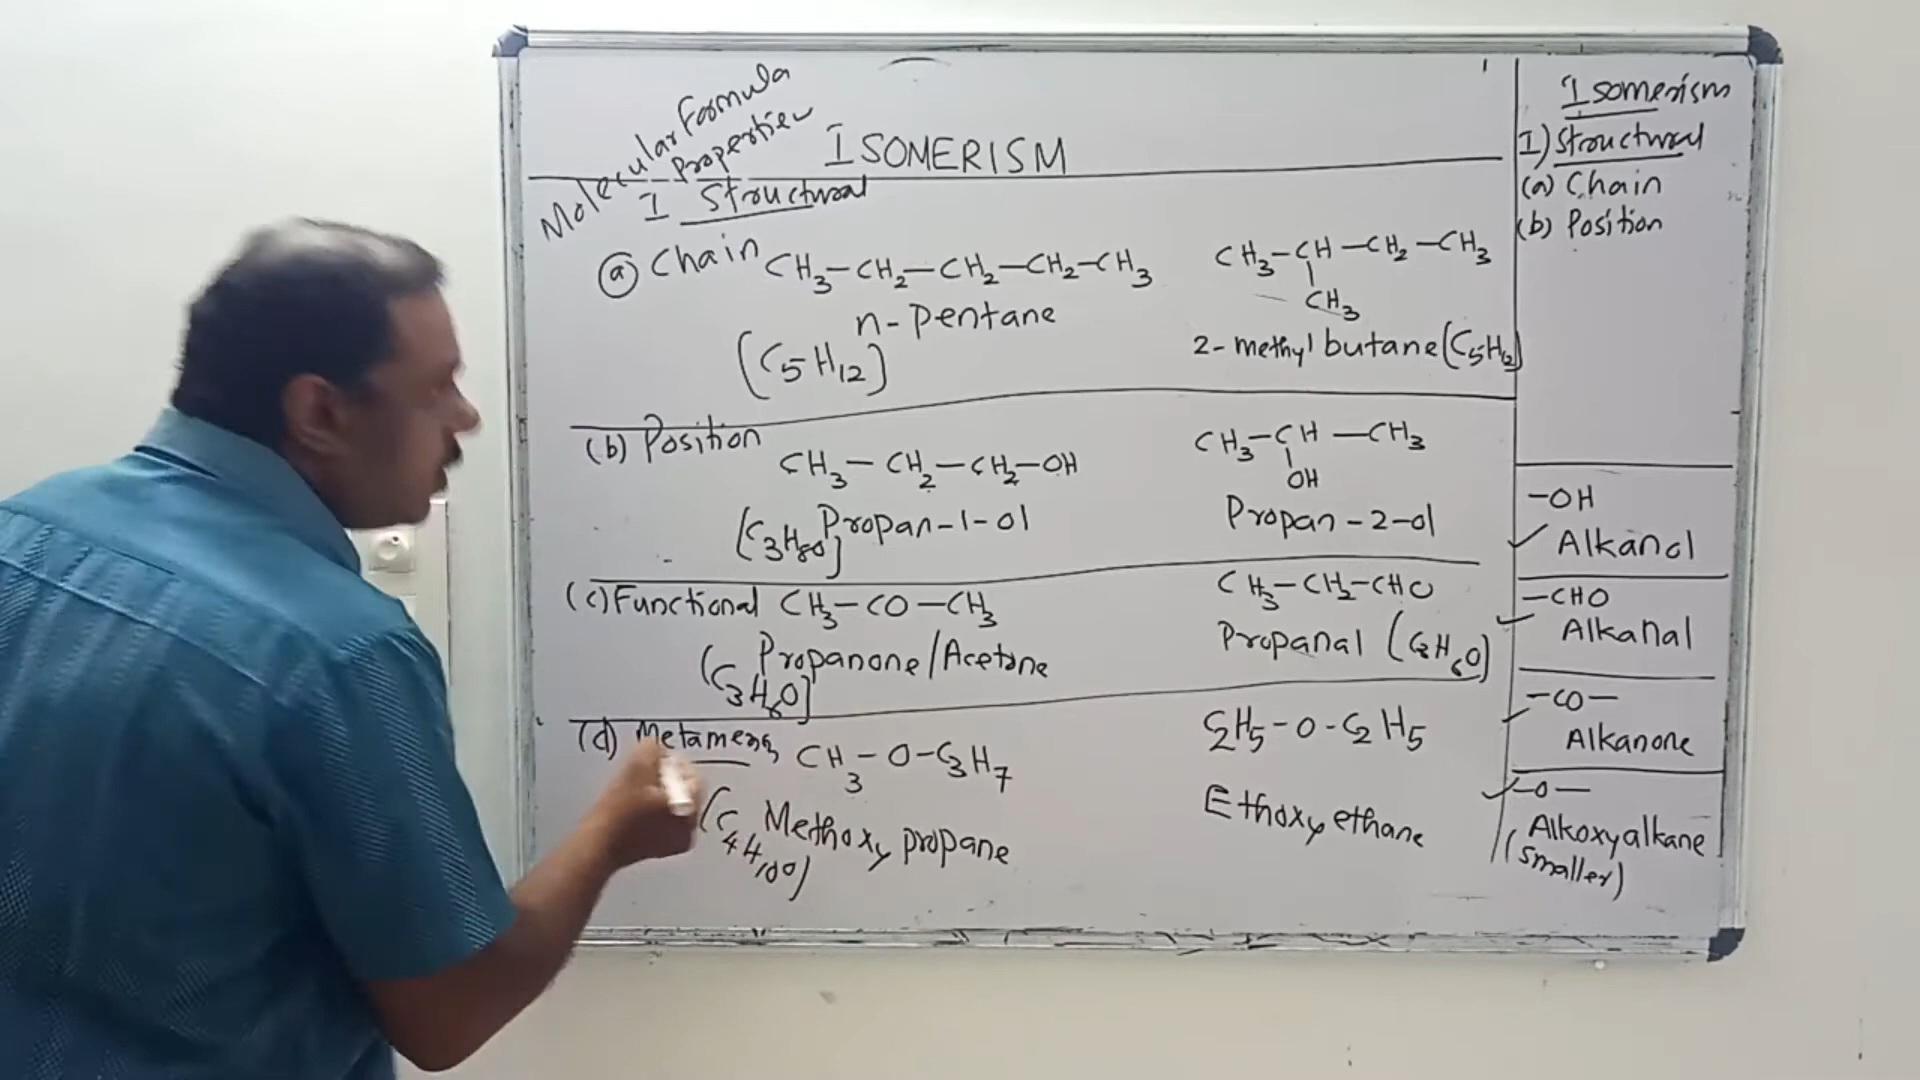 Molecular Formula
Properties
ISOMERISM
I Structural
(a) Chain CH3-CH2-CH2-CH2-CH3
n-Pentane
(C5H12)
CH3-CH-CH2-CH3
CH3
2-methyl butane (C5H12)
(b) Position
CH3-CH2-CH2-OH
Propan-1-ol
(C3H8O)
CH3-CH-CH3
OH
Propan-2-ol
(c) Functional CH3-CO-CH3
Propanone/Acetone
(C3H6O)
CH3-CH2-CHO
Propanal (C3H6O)
(d) CH3-O-C3H7
Methoxy propane
(C4H10O)
C2H5-O-C2H5
Ethoxy ethane
Isomerism
I) Structural
(a) Chain
(b) Position
-OH
Alkanol
-CHO
Alkanal
-CO-
Alkanone
-O-
Alkoxyalkane
(smaller)